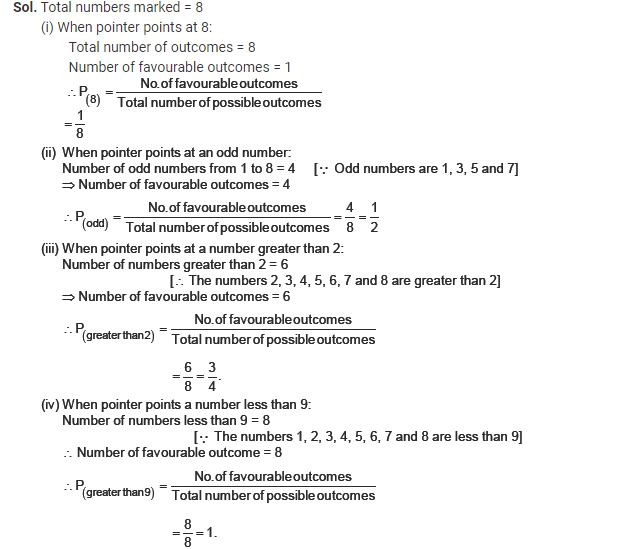 Sol. Total numbers marked = 8
(i) When pointer points at 8:
Total number of outcomes = 8
Number of favourable outcomes = 1
∴ P(8) = No. of favourable outcomes / Total number of possible outcomes
= 1/8
(ii) When pointer points at an odd number:
Number of odd numbers from 1 to 8 = 4 [∵ Odd numbers are 1, 3, 5 and 7]
⇒ Number of favourable outcomes = 4
∴ P(odd) = No. of favourable outcomes / Total number of possible outcomes = 4/8 = 1/2
(iii) When pointer points at a number greater than 2:
Number of numbers greater than 2 = 6
[∴ The numbers 2, 3, 4, 5, 6, 7 and 8 are greater than 2]
⇒ Number of favourable outcomes = 6
∴ P(greater than 2) = No. of favourable outcomes / Total number of possible outcomes
= 6/8 = 3/4.
(iv) When pointer points a number less than 9:
Number of numbers less than 9 = 8
[∵ The numbers 1, 2, 3, 4, 5, 6, 7 and 8 are less than 9]
∴ Number of favourable outcome = 8
∴ P(greater than 9) = No. of favourable outcomes / Total number of possible outcomes
= 8/8 = 1.